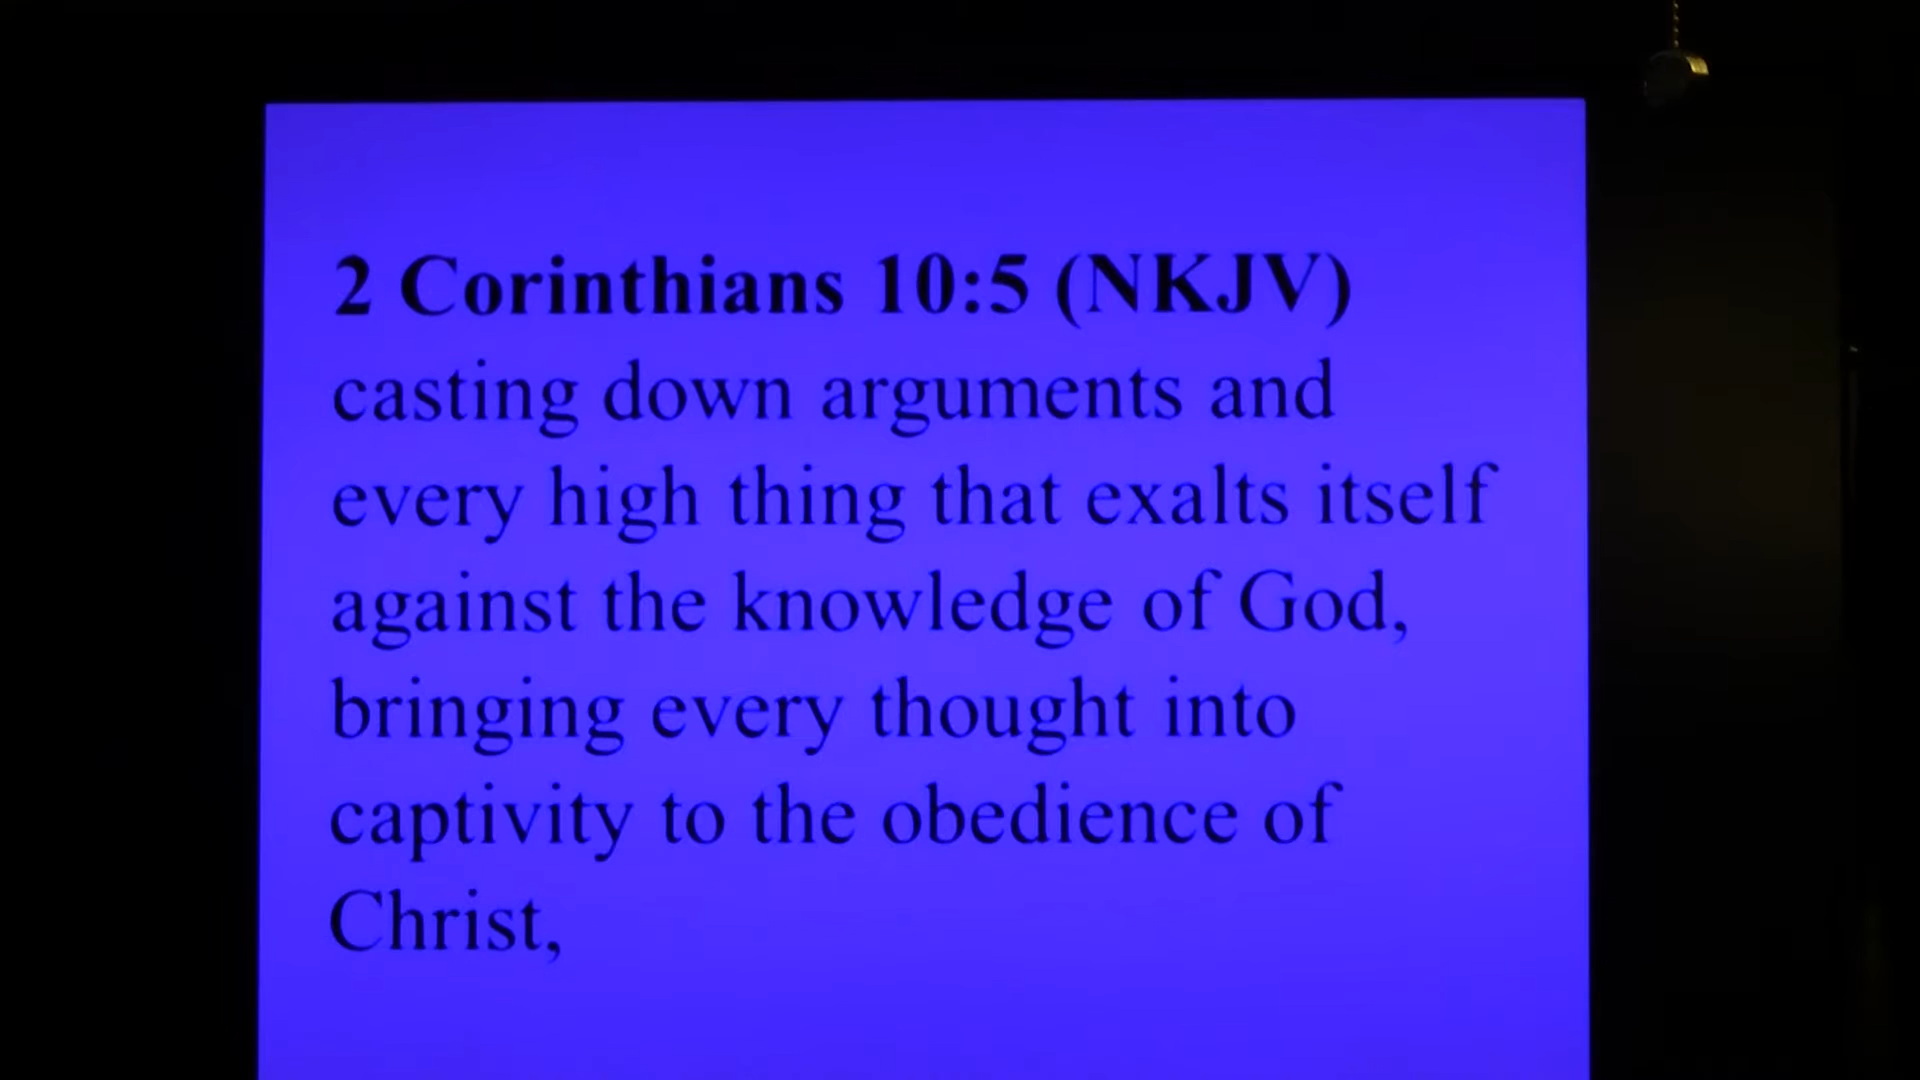 2 Corinthians 10:5 (NKJV)
casting down arguments and
every high thing that exalts itself
against the knowledge of God,
bringing every thought into
captivity to the obedience of
Christ,